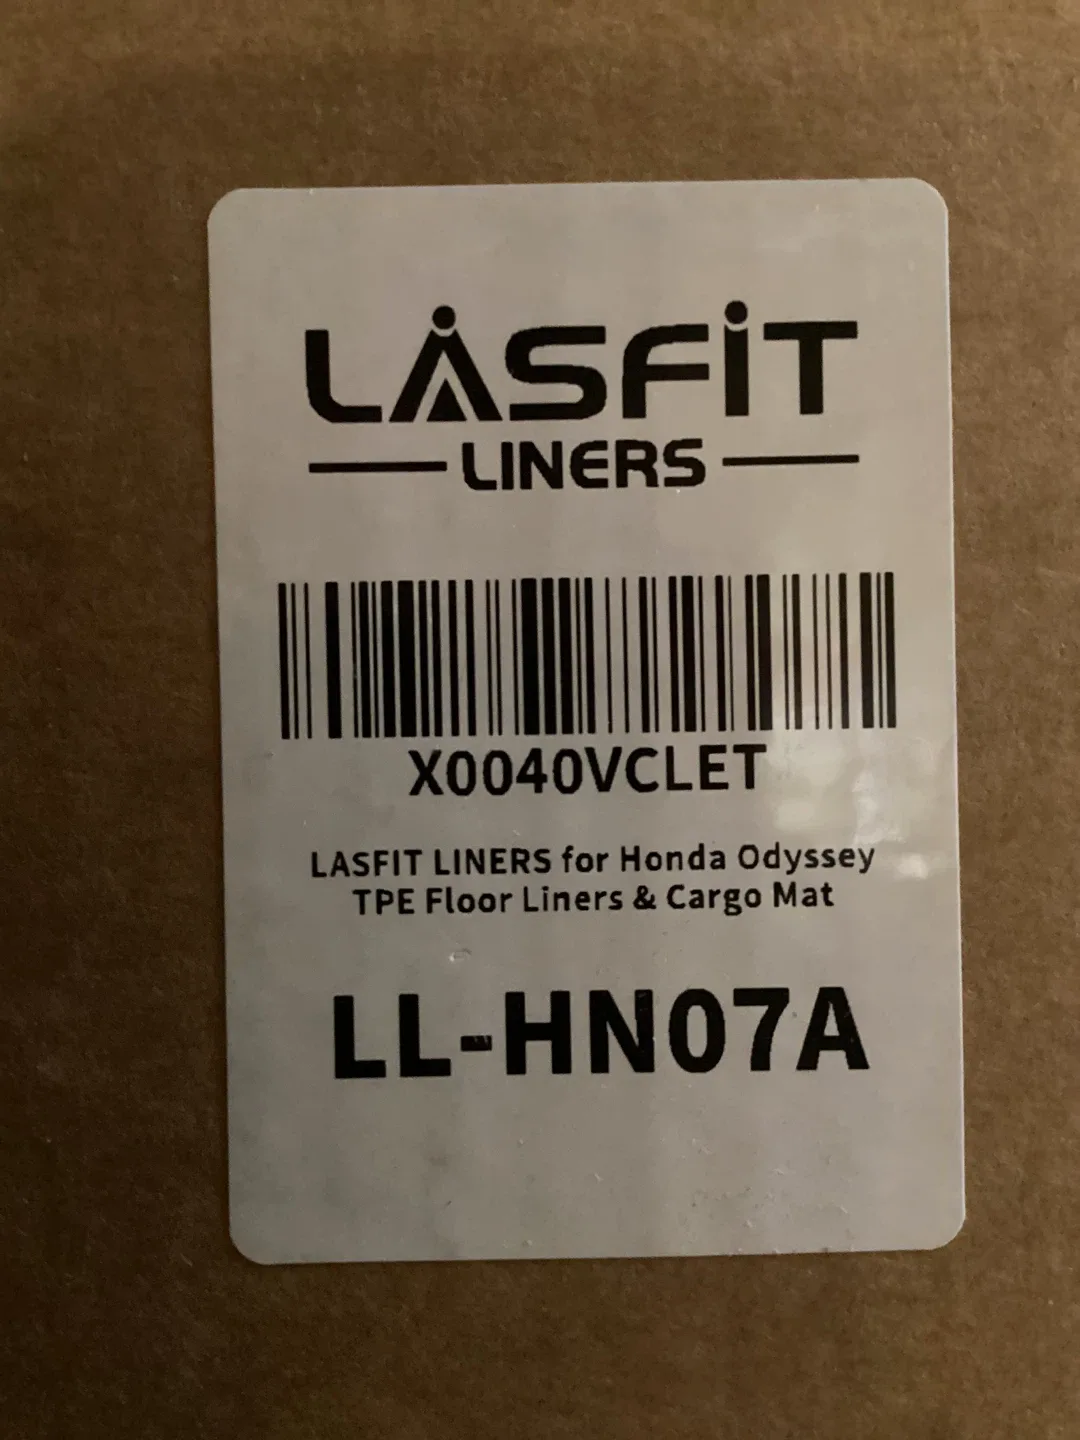 LASFIT
LINERS
X0040VCLET
LASFIT LINERS for Honda Odyssey
TPE Floor Liners & Cargo Mat
LL-HN07A